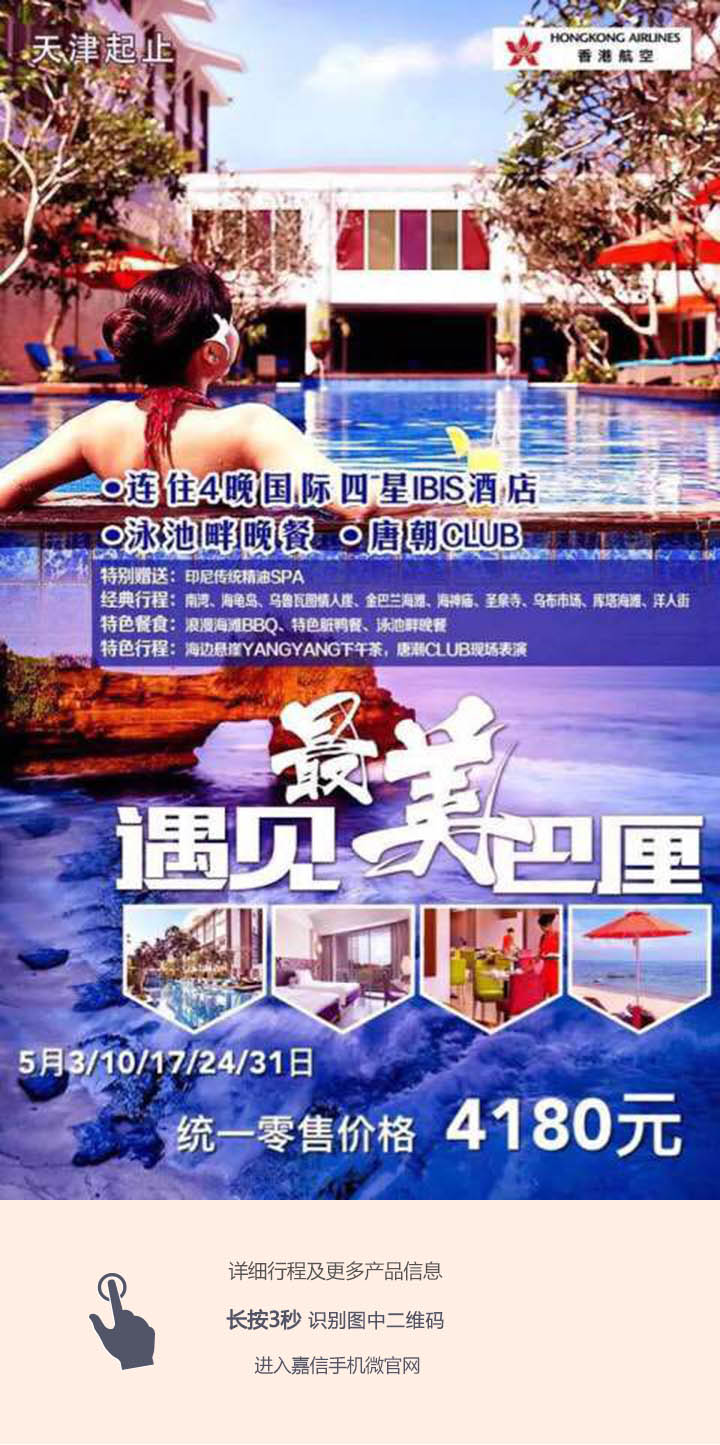 天津起止
HONGKONG AIRLINES
香港航空
●连住4晚国际四星IBIS酒店
●泳池畔晚餐 ●唐朝CLUB
特别赠送：印尼传统精油SPA
经典行程：南湾、海龟岛、乌鲁瓦图情人崖、金巴兰海滩、海神庙、圣泉寺、乌布市场、库塔海滩、洋人街
特色餐食：浪漫海滩BBQ、特色脏鸭餐、泳池畔晚餐
特色行程：海边悬崖YANGYANG下午茶，唐潮CLUB现场表演
遇见最美巴厘
5月3/10/17/24/31日
统一零售价格 4180元
详细行程及更多产品信息
长按3秒 识别图中二维码
进入嘉信手机微官网